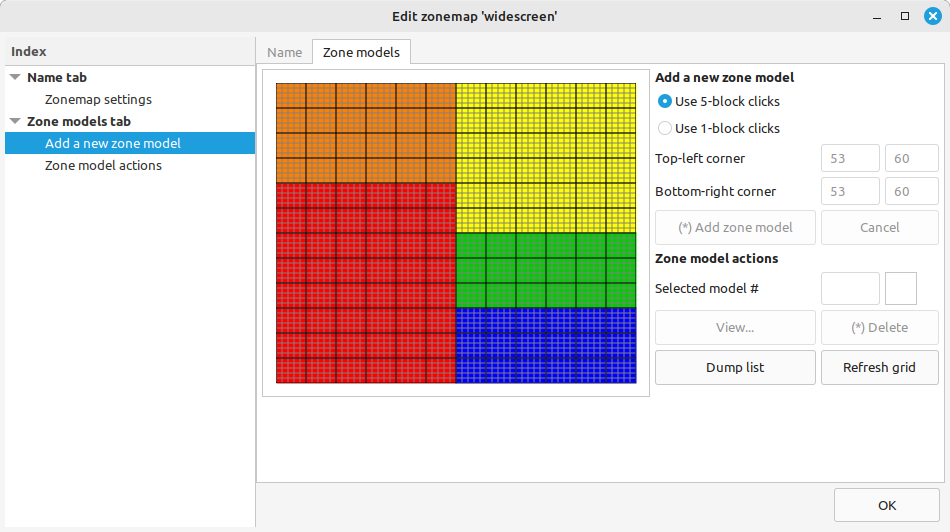 Edit zonemap 'widescreen'
Index
Name tab
Zonemap settings
Zone models tab
Add a new zone model
Zone model actions
Name
Zone models
Add a new zone model
Use 5-block clicks
Use 1-block clicks
Top-left corner 53 60
Bottom-right corner 53 60
(*) Add zone model Cancel
Zone model actions
Selected model #
View... (*) Delete
Dump list Refresh grid
OK